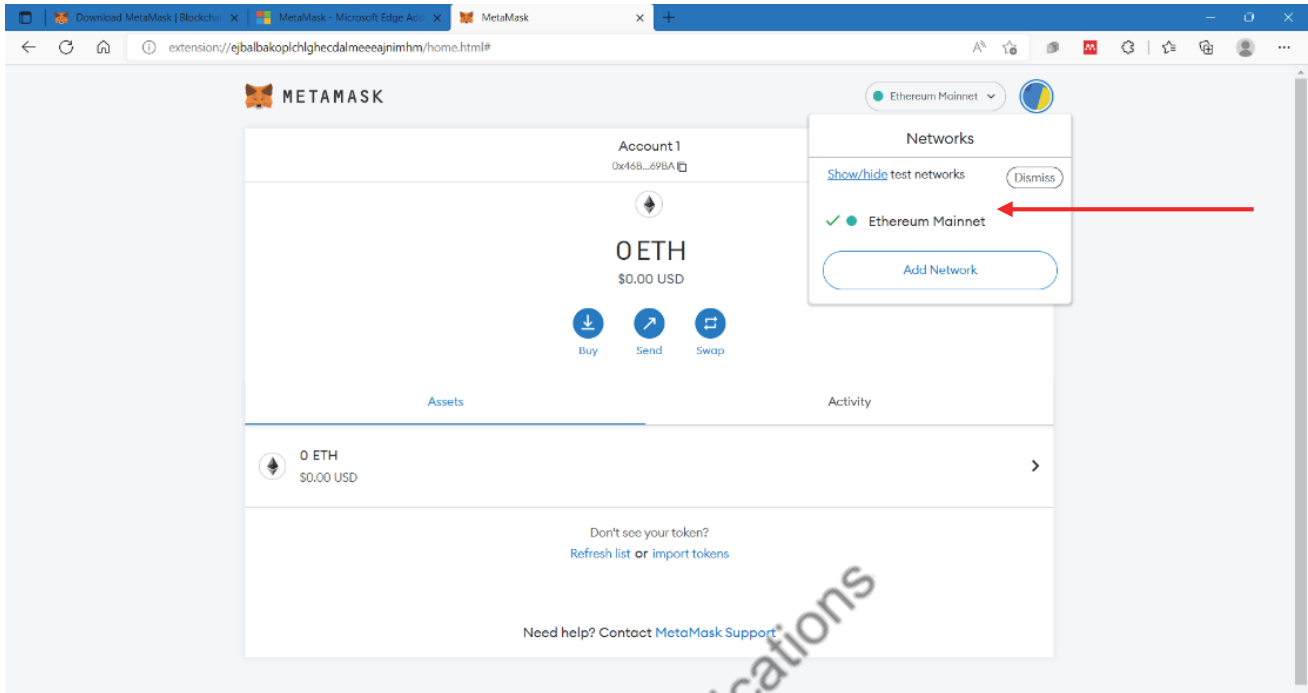 Download MetaMask | Blockchai
MetaMask - Microsoft Edge Add
MetaMask
extension://ejbalbakoplchlghecdalmeeeajnimhm/home.html#
METAMASK
Ethereum Mainnet
Networks
Show/hide test networks
Dismiss
Ethereum Mainnet
Add Network
Account 1
0x46B...69BA
0 ETH
$0.00 USD
Buy Send Swap
Assets
Activity
0 ETH
$0.00 USD
Don't see your token?
Refresh list or import tokens
Need help? Contact MetaMask Support